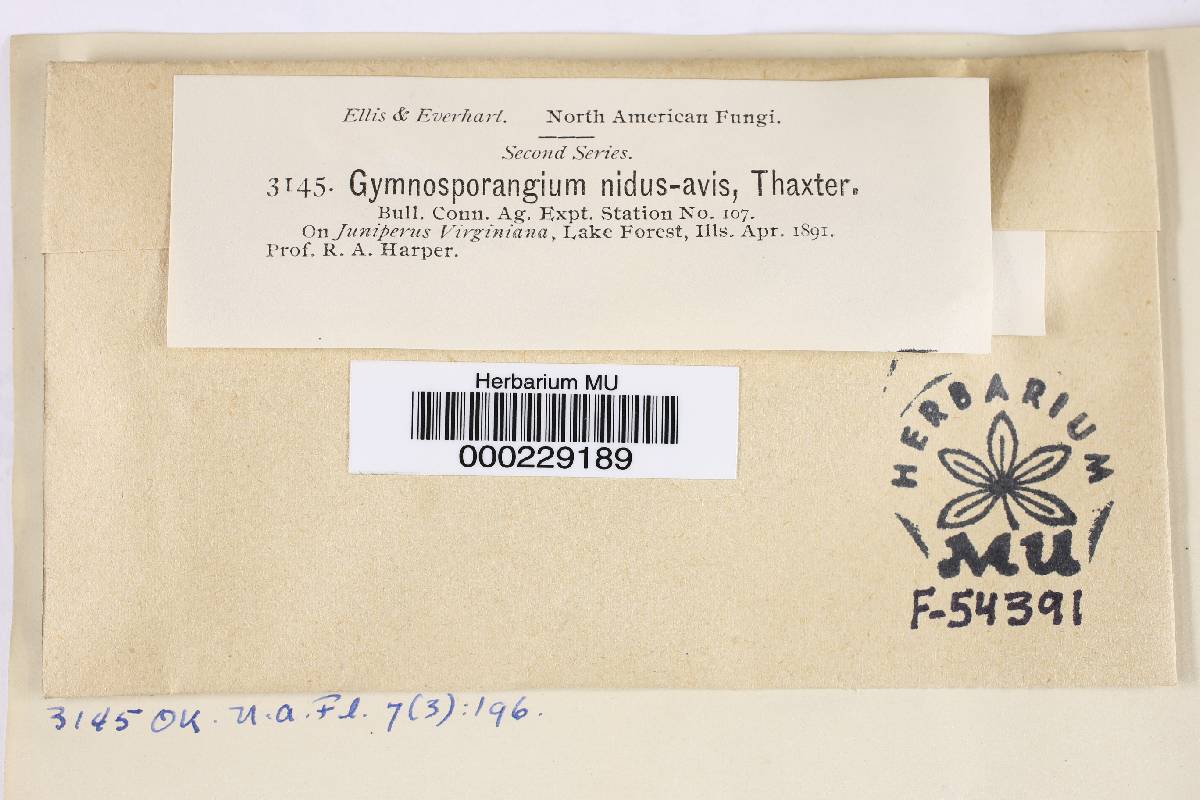 Ellis & Everhart. North American Fungi.
Second Series.
3145. Gymnosporangium nidus-avis, Thaxter.
Bull. Conn. Ag. Expt. Station No. 107.
On Juniperus Virginiana, Lake Forest, Ills. Apr. 1891.
Prof. R. A. Harper.
Herbarium MU
000229189
HERBARIUM
MU
F-54391
3145 OK. N.A. Fl. 7(3):196.